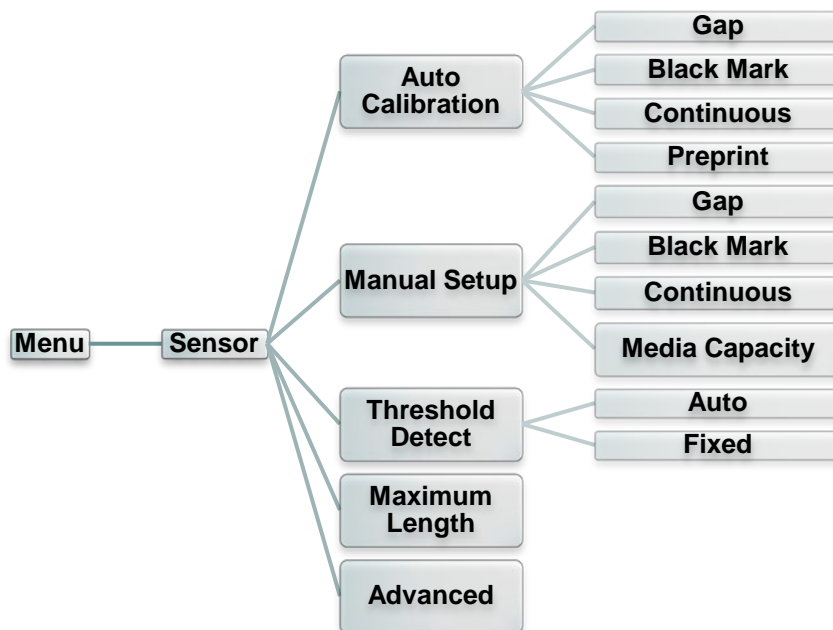 Menu
Sensor
Auto
Calibration
Gap
Black Mark
Continuous
Preprint
Manual Setup
Gap
Black Mark
Continuous
Media Capacity
Threshold
Detect
Auto
Fixed
Maximum
Length
Advanced